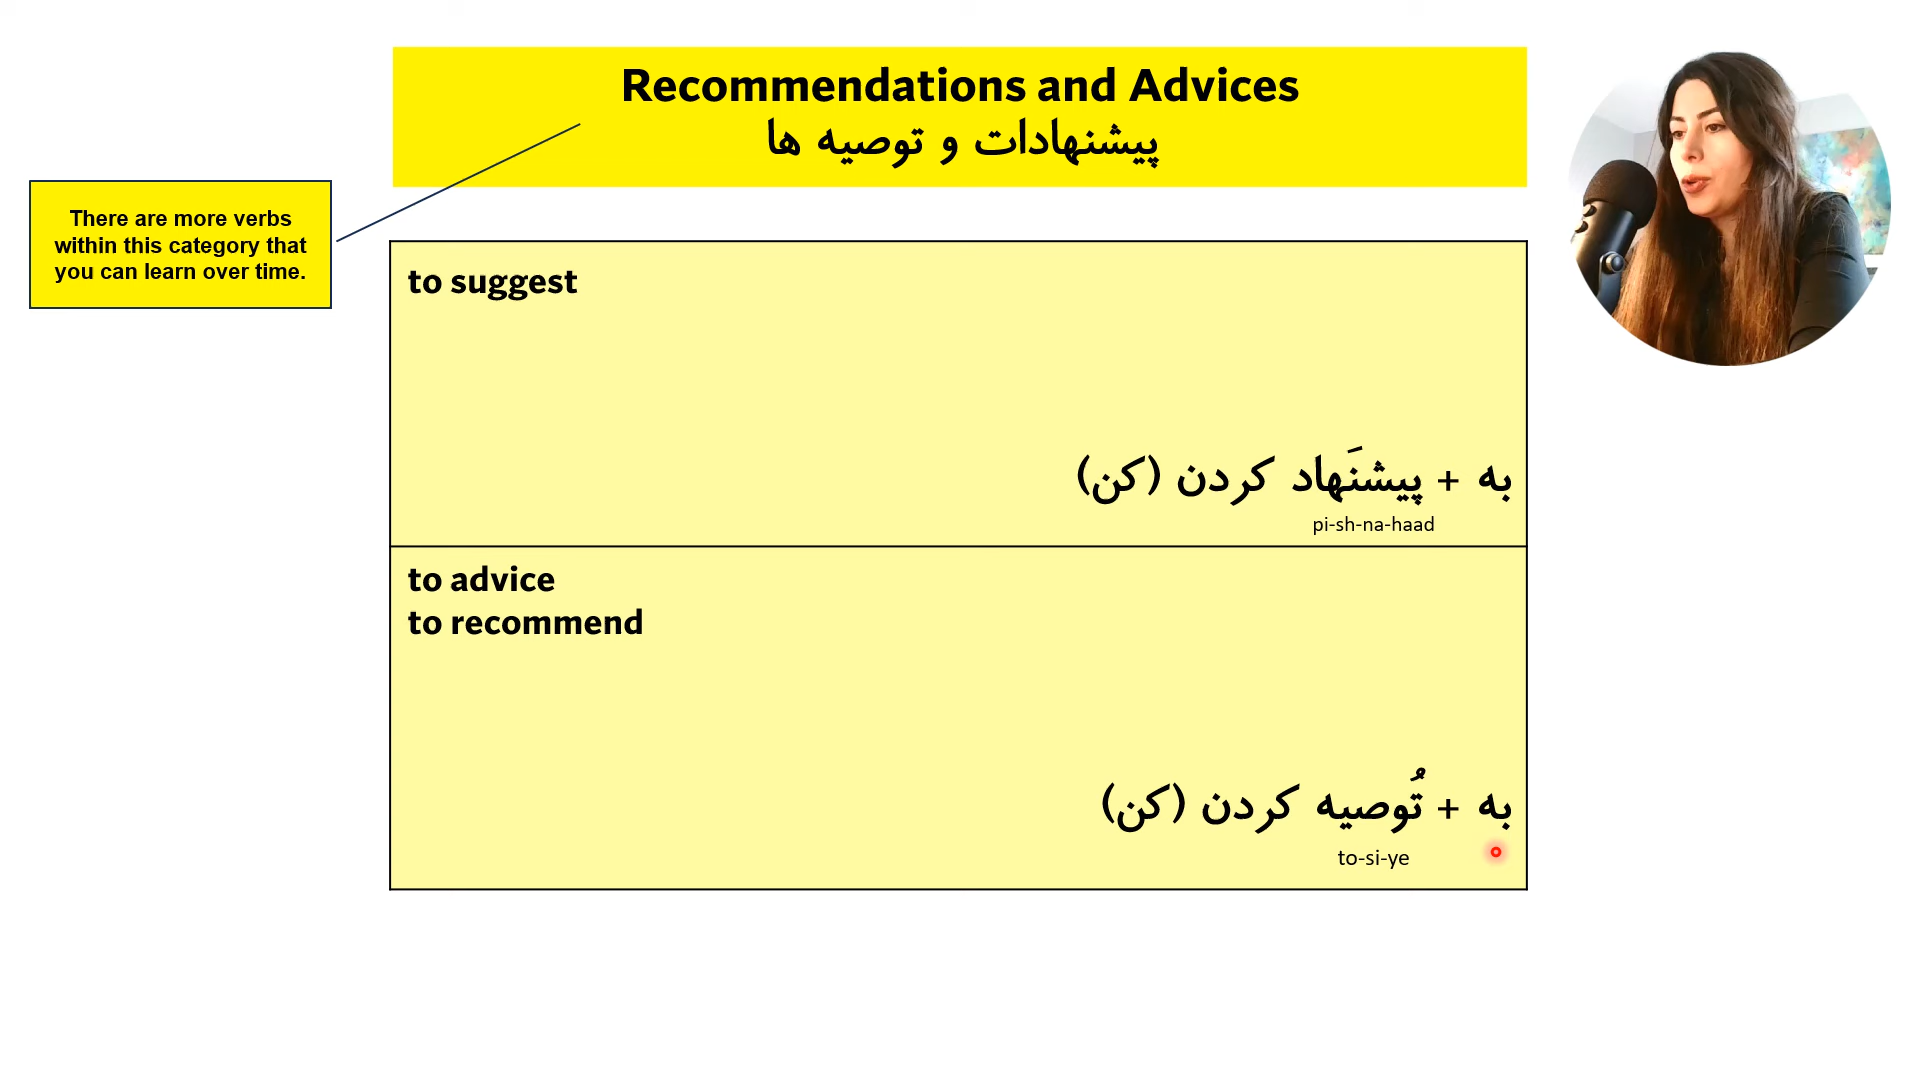 Recommendations and Advices
پیشنهادات و توصیه ها
There are more verbs
within this category that
you can learn over time.
to suggest
به + پیشنَهاد کردن (کن)
pi-sh-na-haad
to advice
to recommend
به + تُوصیه کردن (کن)
to-si-ye